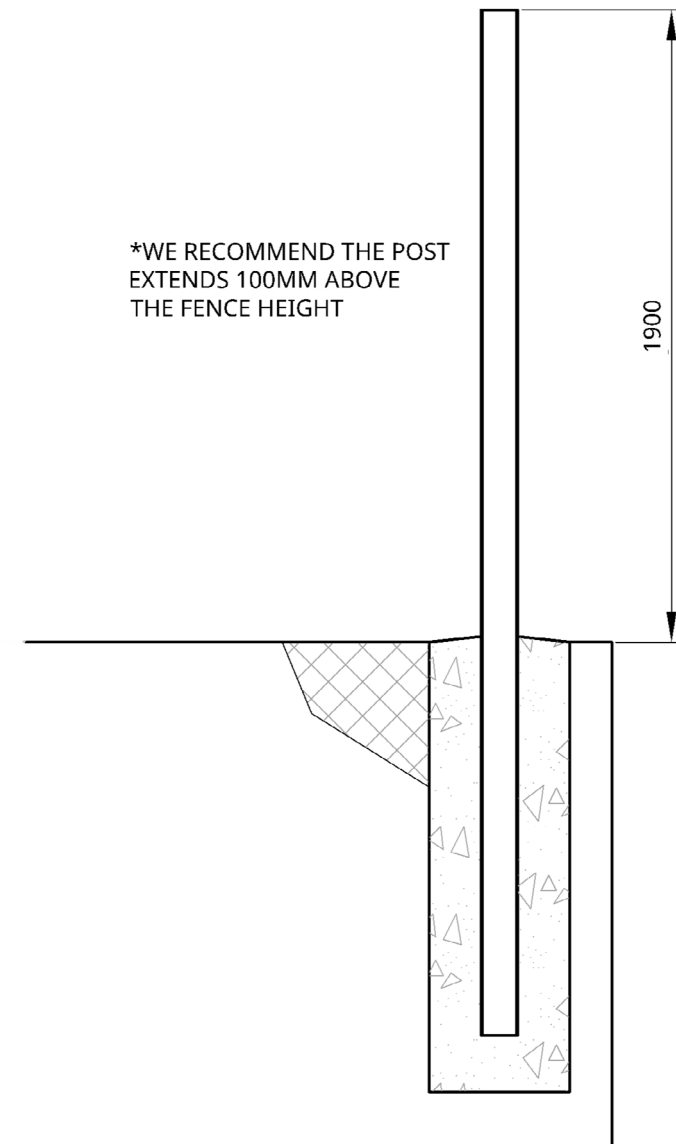 *WE RECOMMEND THE POST
EXTENDS 100MM ABOVE
THE FENCE HEIGHT
1900